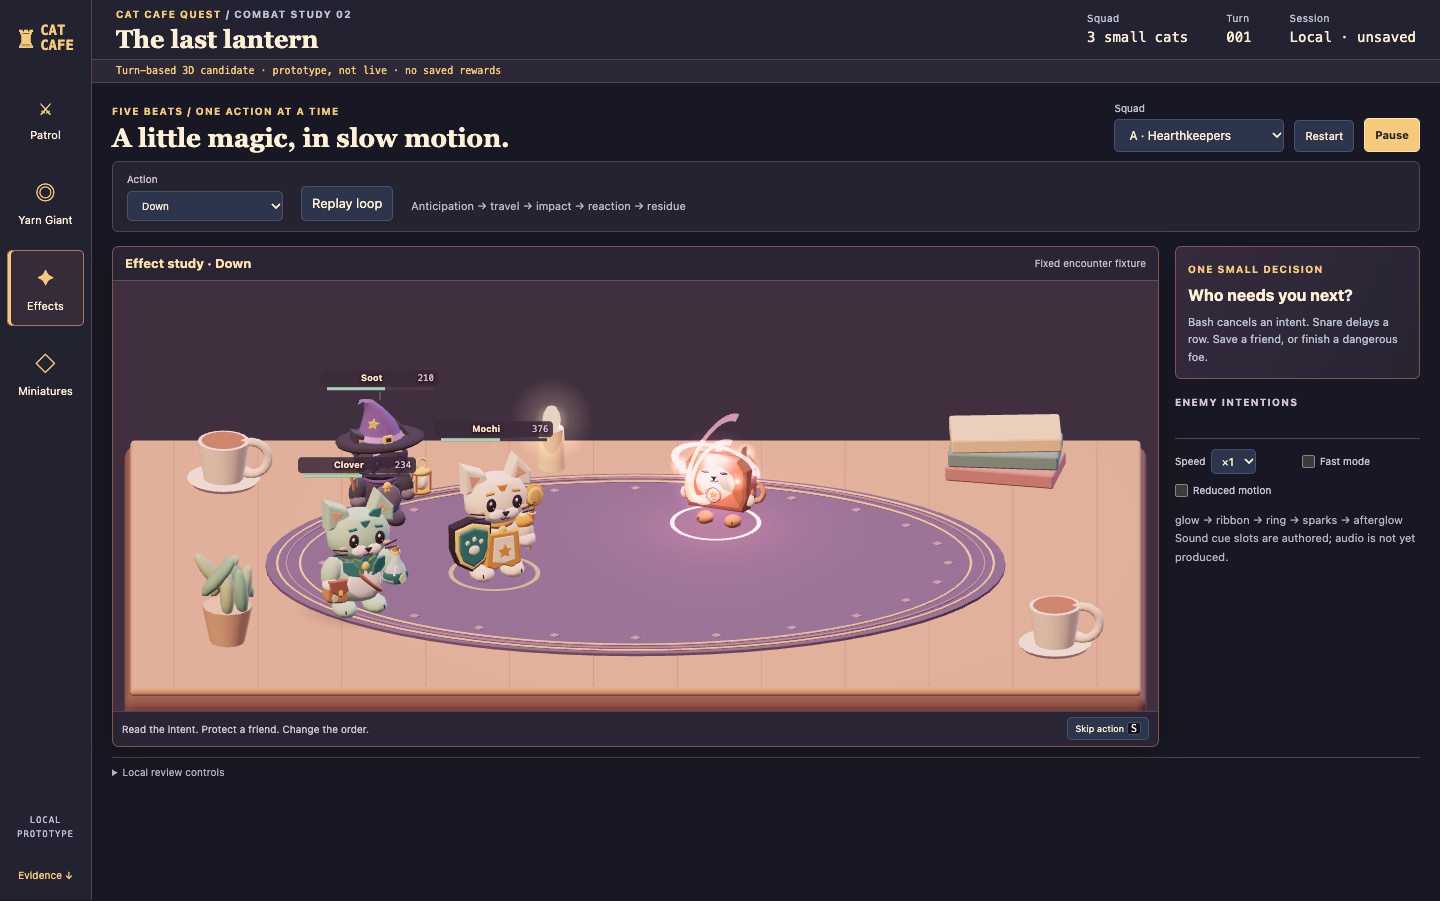 CAT
CAFE
CAT CAFE QUEST / COMBAT STUDY 02
The last lantern
Squad
3 small cats
Turn
001
Session
Local · unsaved
Turn-based 3D candidate · prototype, not live · no saved rewards
Patrol
Yarn Giant
Effects
Miniatures
LOCAL
PROTOTYPE
Evidence ↓
FIVE BEATS / ONE ACTION AT A TIME
A little magic, in slow motion.
Squad
A · Hearthkeepers
Restart
Pause
Action
Down
Replay loop
Anticipation → travel → impact → reaction → residue
Effect study · Down
Fixed encounter fixture
Soot 210
Mochi 376
Clover 234
Read the intent. Protect a friend. Change the order.
Skip action S
ONE SMALL DECISION
Who needs you next?
Bash cancels an intent. Snare delays a
row. Save a friend, or finish a dangerous
foe.
ENEMY INTENTIONS
Speed
×1
Fast mode
Reduced motion
glow → ribbon → ring → sparks → afterglow
Sound cue slots are authored; audio is not yet
produced.
Local review controls